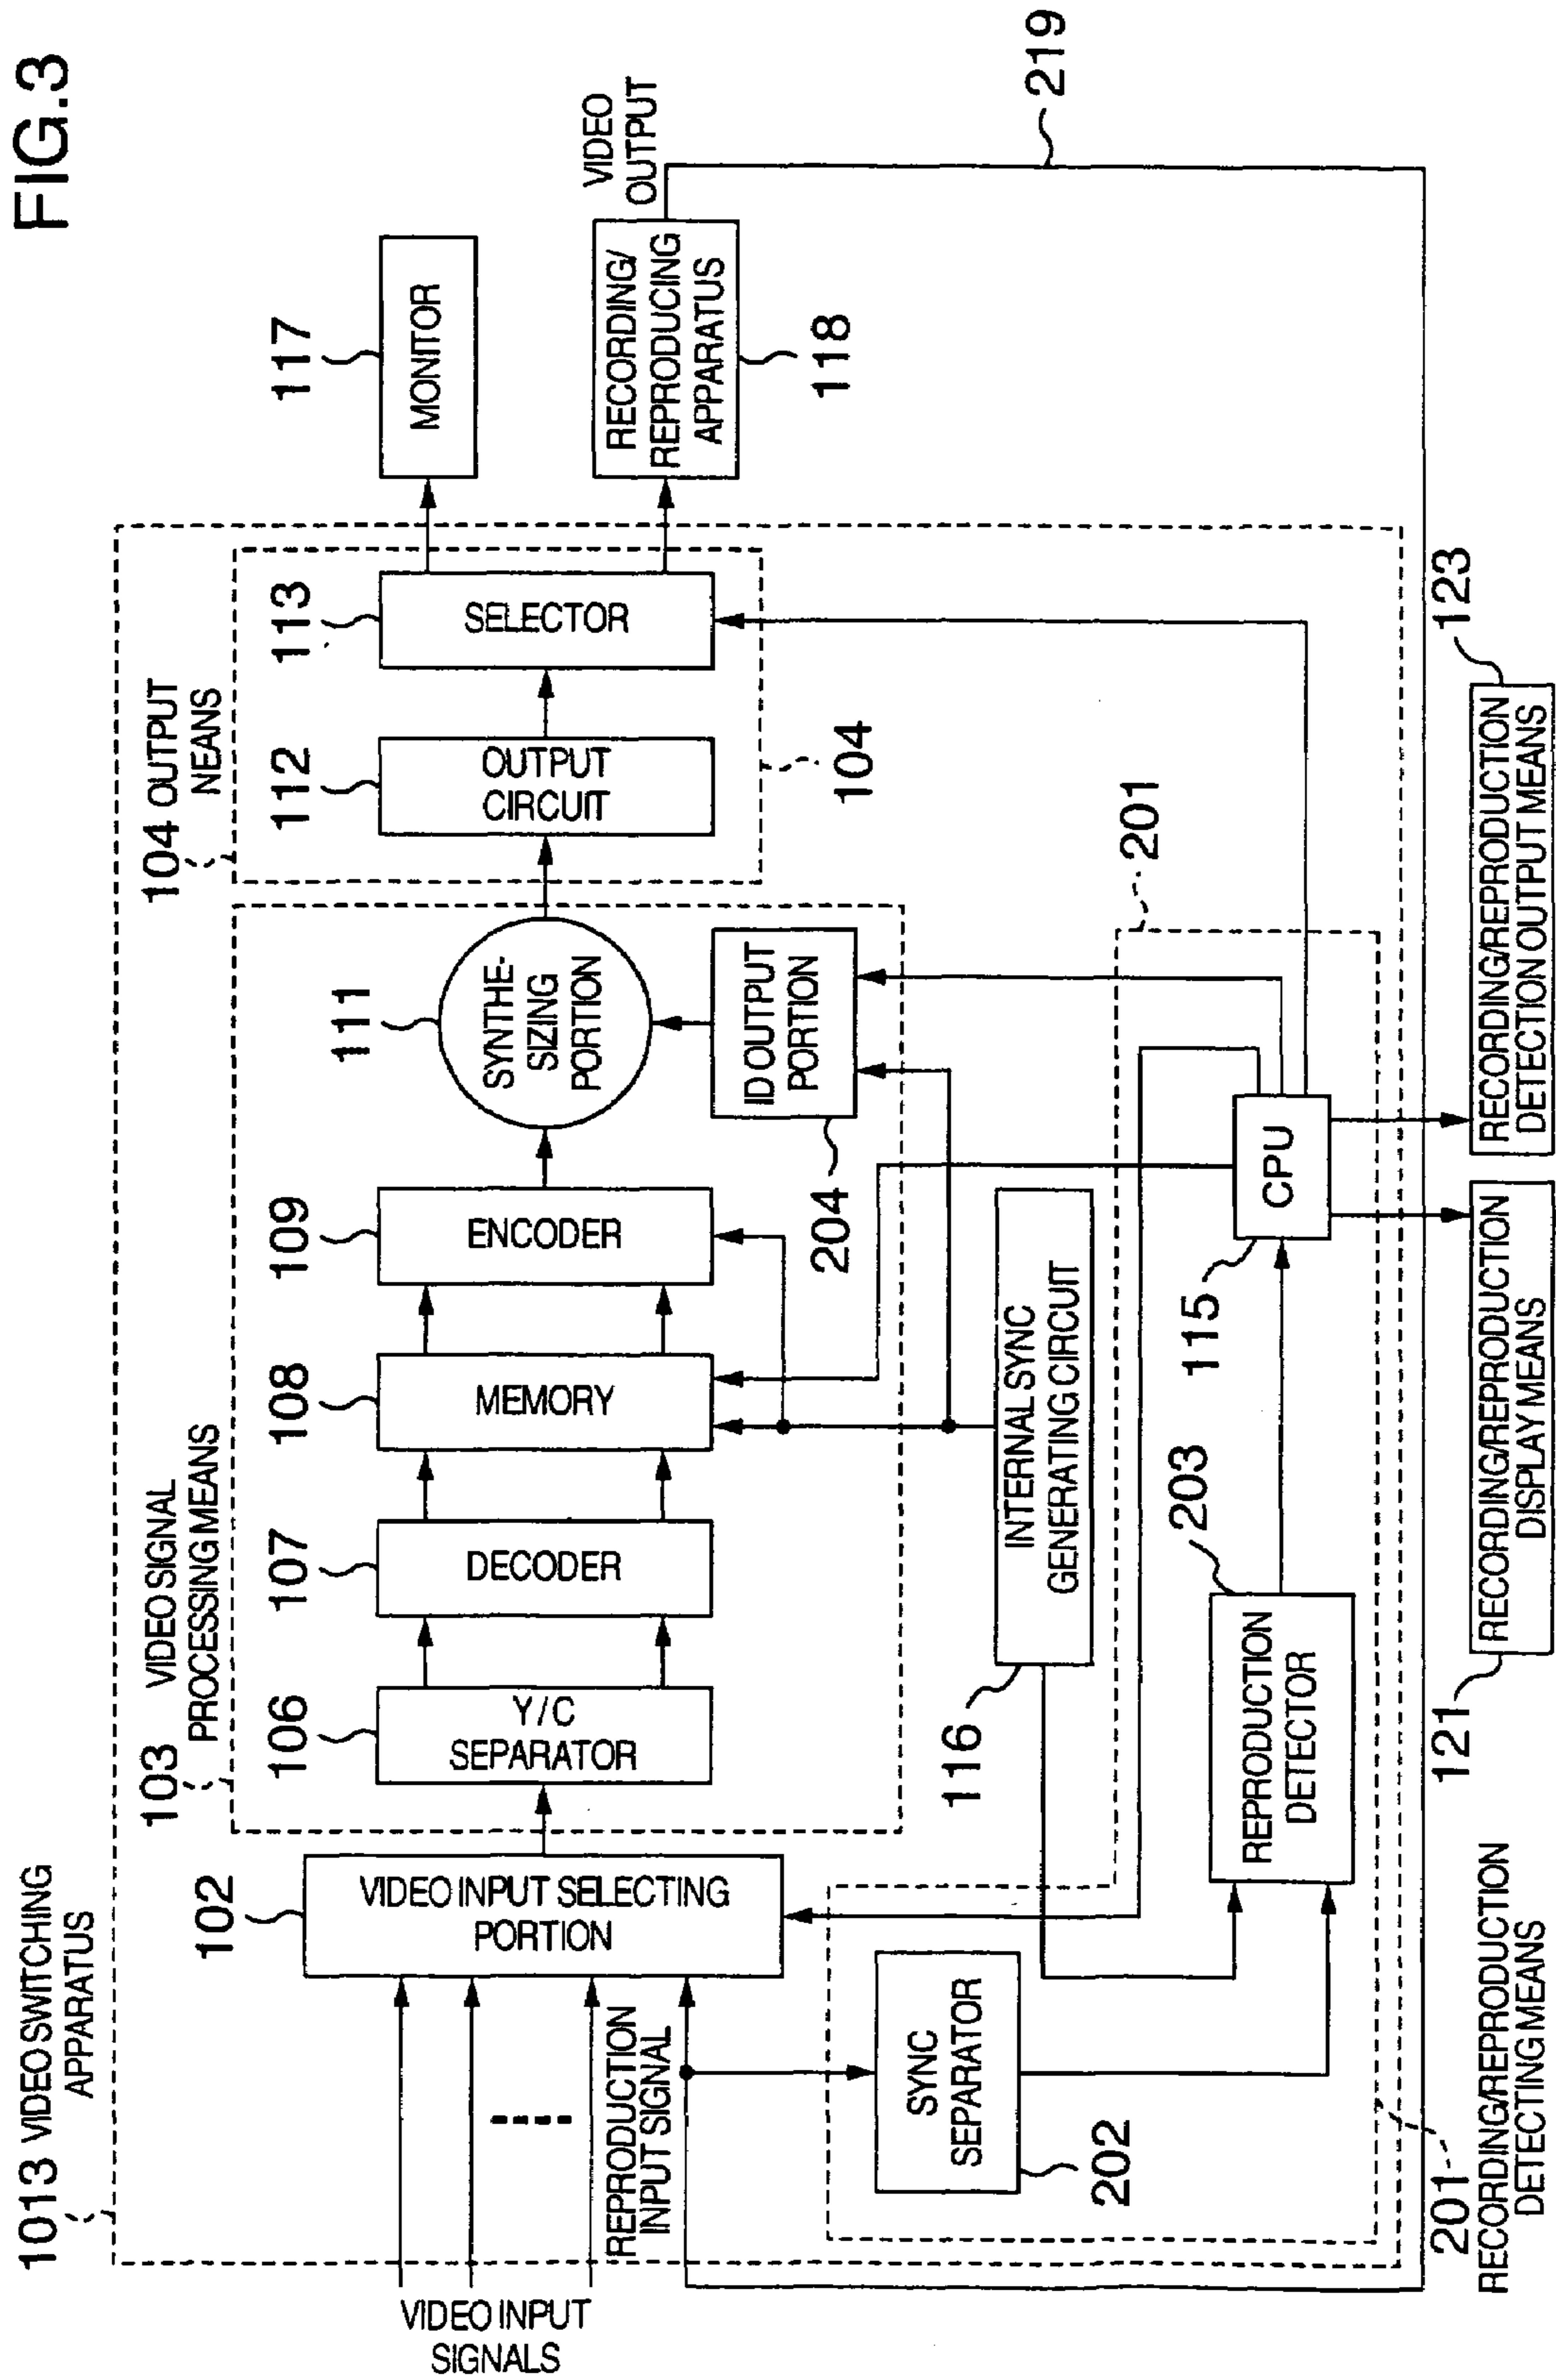 FIG.3
1013 VIDEO SWITCHING
APPARATUS
103 VIDEO SIGNAL
PROCESSING MEANS
104 OUTPUT
NEANS
102
VIDEO INPUT SELECTING
PORTION
106
Y/C
SEPARATOR
107
DECODER
108
MEMORY
109
ENCODER
111
SYNTHE-
SIZING
PORTION
112
OUTPUT
CIRCUIT
113
SELECTOR
117
MONITOR
RECORDING/
REPRODUCING
APPARATUS
118
VIDEO
OUTPUT
219
VIDEO INPUT
SIGNALS
REPRODUCTION
INPUT SIGNAL
ID OUTPUT
PORTION
204
104
201
INTERNAL SYNC
GENERATING CIRCUIT
116
SYNC
SEPARATOR
202
203
REPRODUCTION
DETECTOR
115
CPU
201
RECORDING/REPRODUCTION
DETECTING MEANS
121
RECORDING/REPRODUCTION
DISPLAY MEANS
123
RECORDING/REPRODUCTION
DETECTION OUTPUT MEANS